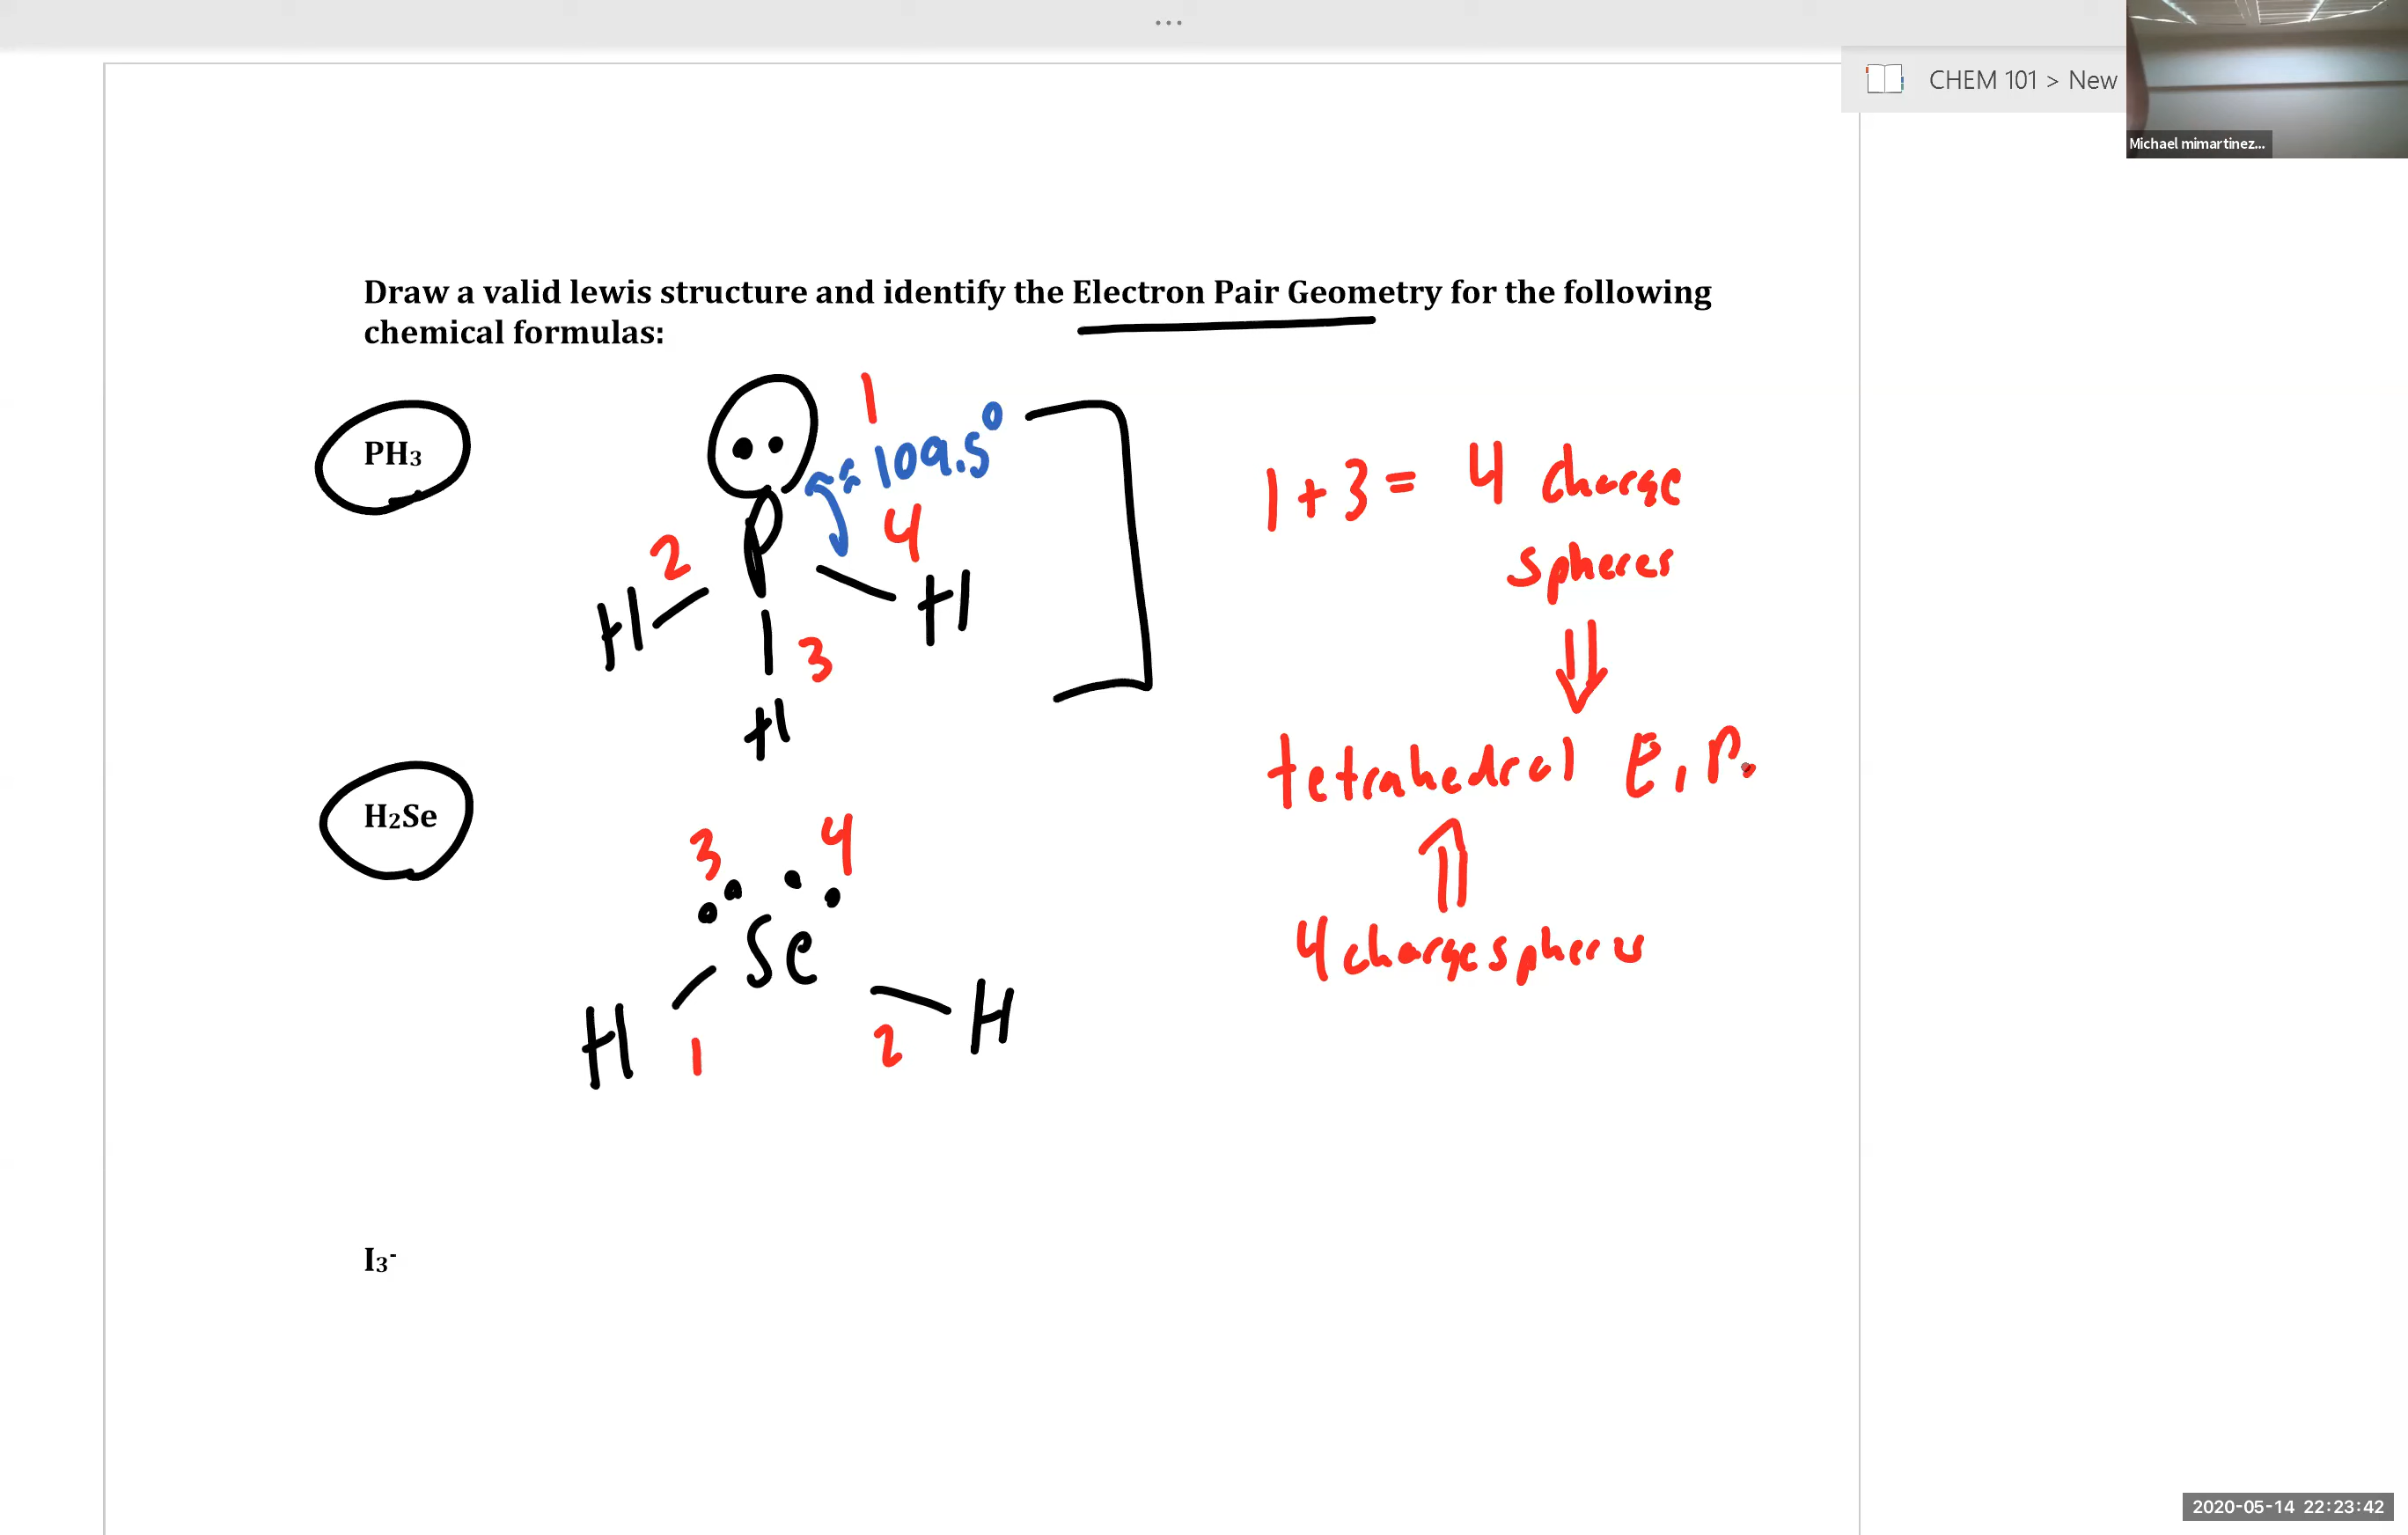 ...
CHEM 101 > New
Michael mimartinez...
Draw a valid lewis structure and identify the Electron Pair Geometry for the following
chemical formulas:
PH₃
1
≈ 109.5°
P
2
4
H
H
3
H
1 + 3 = 4 charge
spheres
tetrahedral E.P.
4 charge spheres
H₂Se
3
4
Se
H
H
1
2
I₃⁻
2020-05-14 22:23:42